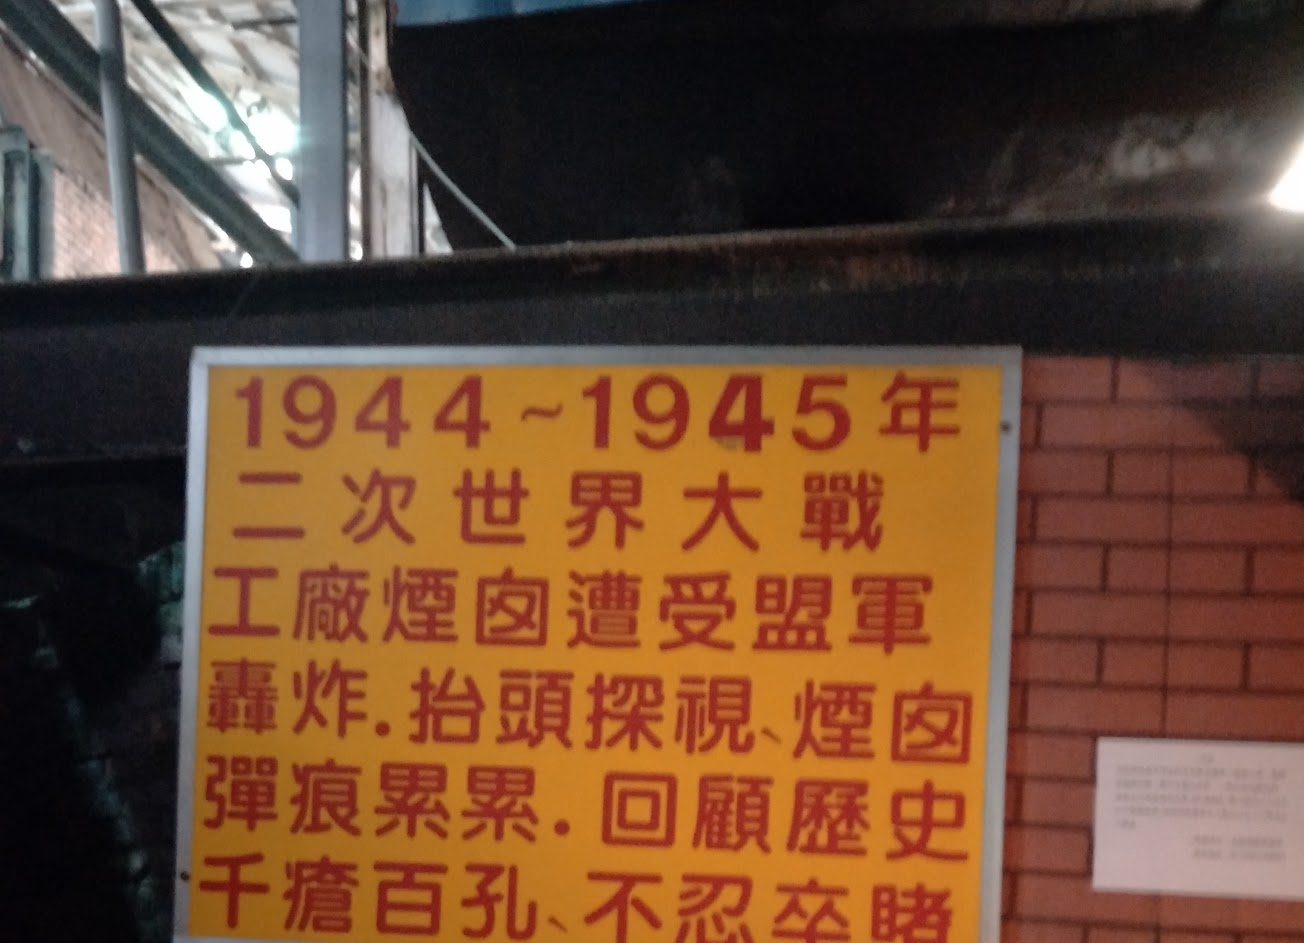 1944~1945年
二次世界大戰
工廠煙囪遭受盟軍
轟炸.抬頭探視、煙囪
彈痕累累.回顧歷史
千瘡百孔、不忍卒睹